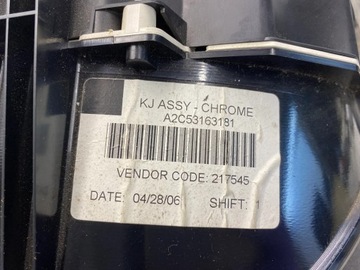 KJ ASSY - CHROME
A2C53163181
VENDOR CODE: 217545
DATE: 04/28/06 SHIFT: 1